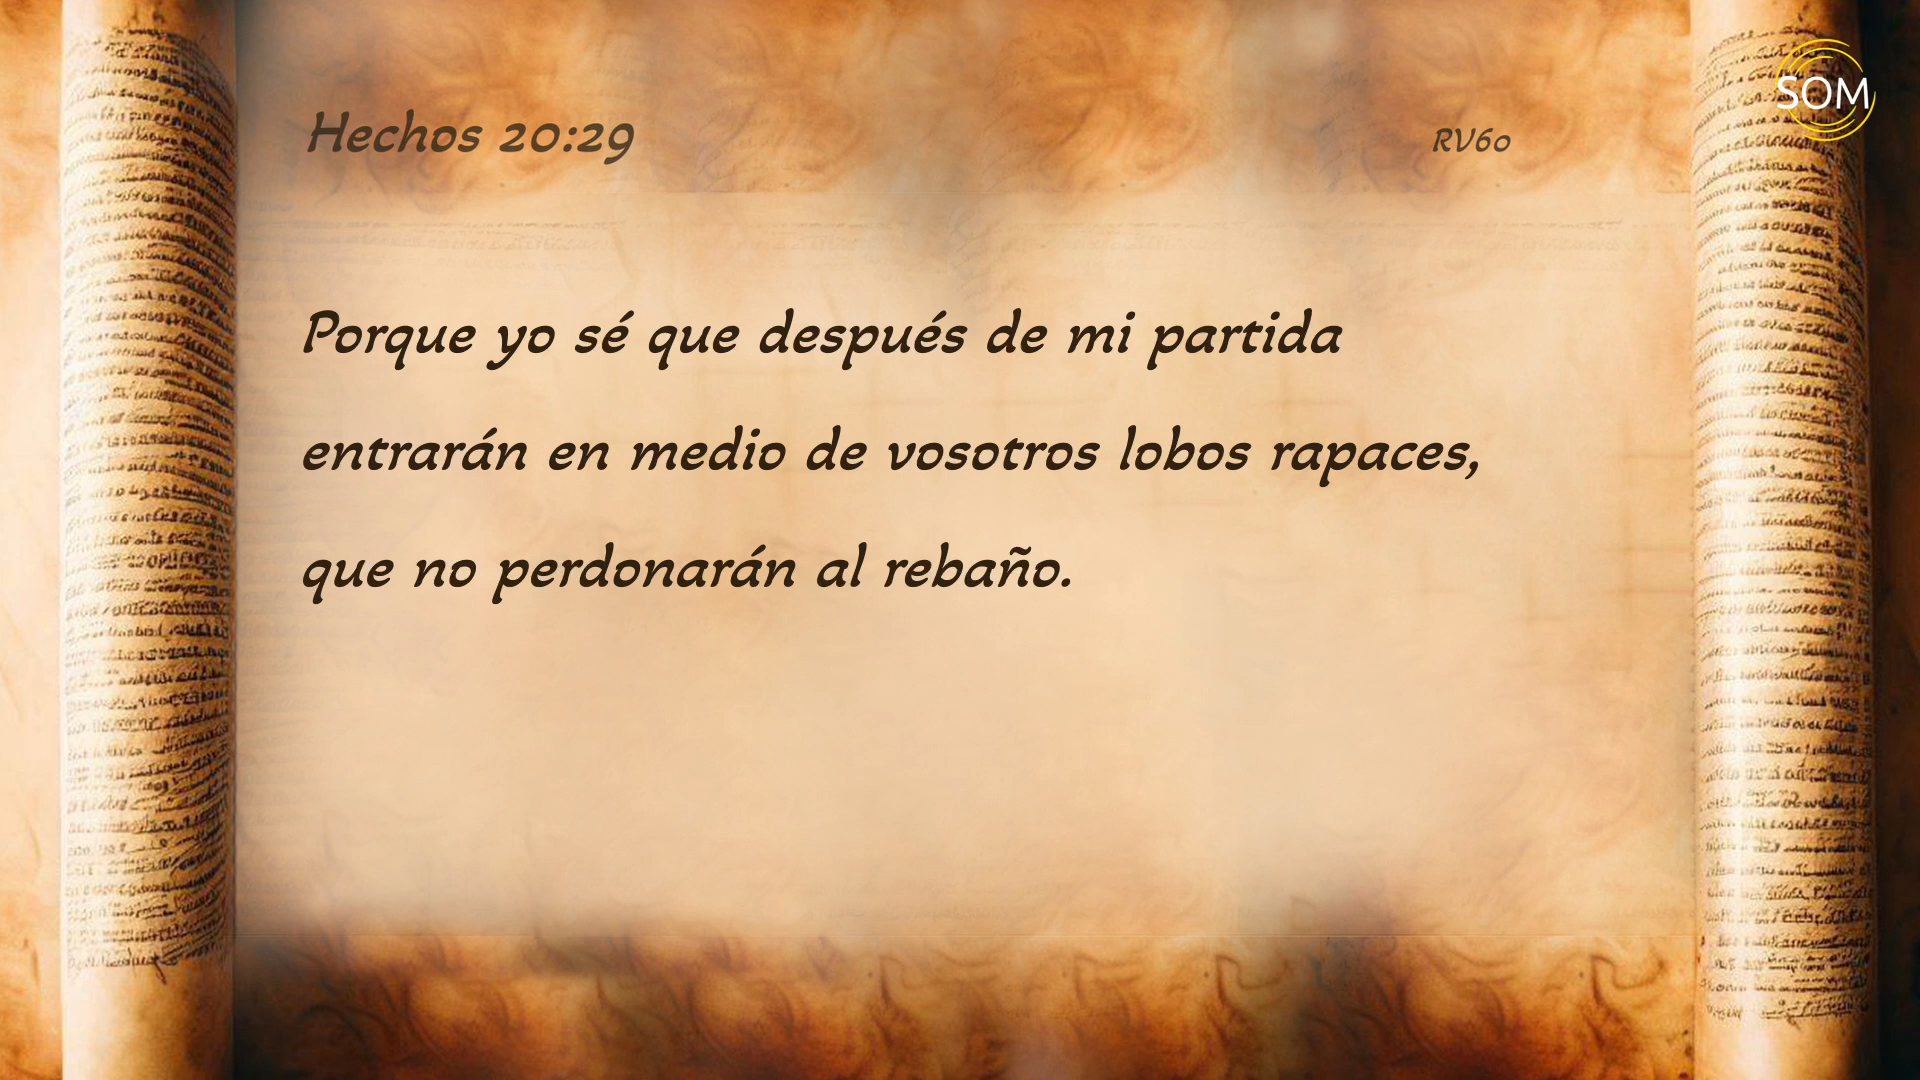 SOM
Hechos 20:29
RV60
Porque yo sé que después de mi partida
entrarán en medio de vosotros lobos rapaces,
que no perdonarán al rebaño.